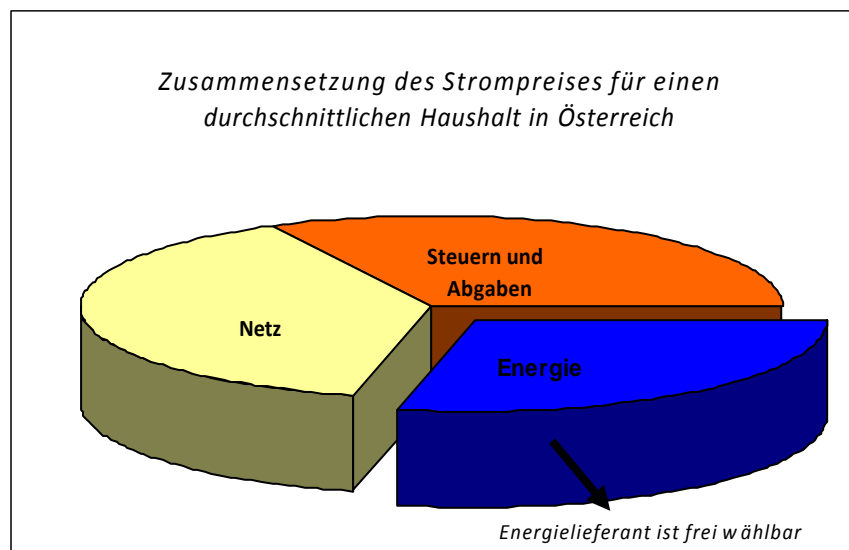 Zusammensetzung des Strompreises für einen
durchschnittlichen Haushalt in Österreich
Steuern und
Abgaben
Netz
Energie
Energielieferant ist frei wählbar